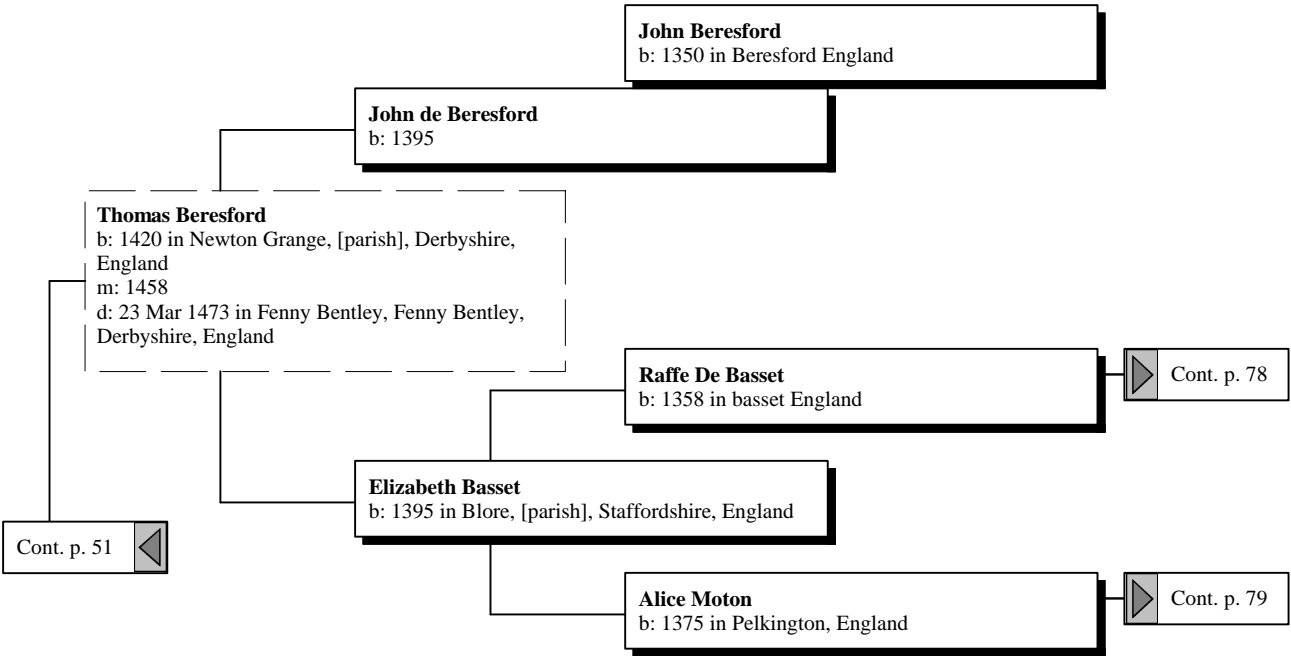 John Beresford
b: 1350 in Beresford England
John de Beresford
b: 1395
Thomas Beresford
b: 1420 in Newton Grange, [parish], Derbyshire,
England
m: 1458
d: 23 Mar 1473 in Fenny Bentley, Fenny Bentley,
Derbyshire, England
Raffe De Basset
b: 1358 in basset England
Cont. p. 78
Elizabeth Basset
b: 1395 in Blore, [parish], Staffordshire, England
Cont. p. 51
Alice Moton
b: 1375 in Pelkington, England
Cont. p. 79